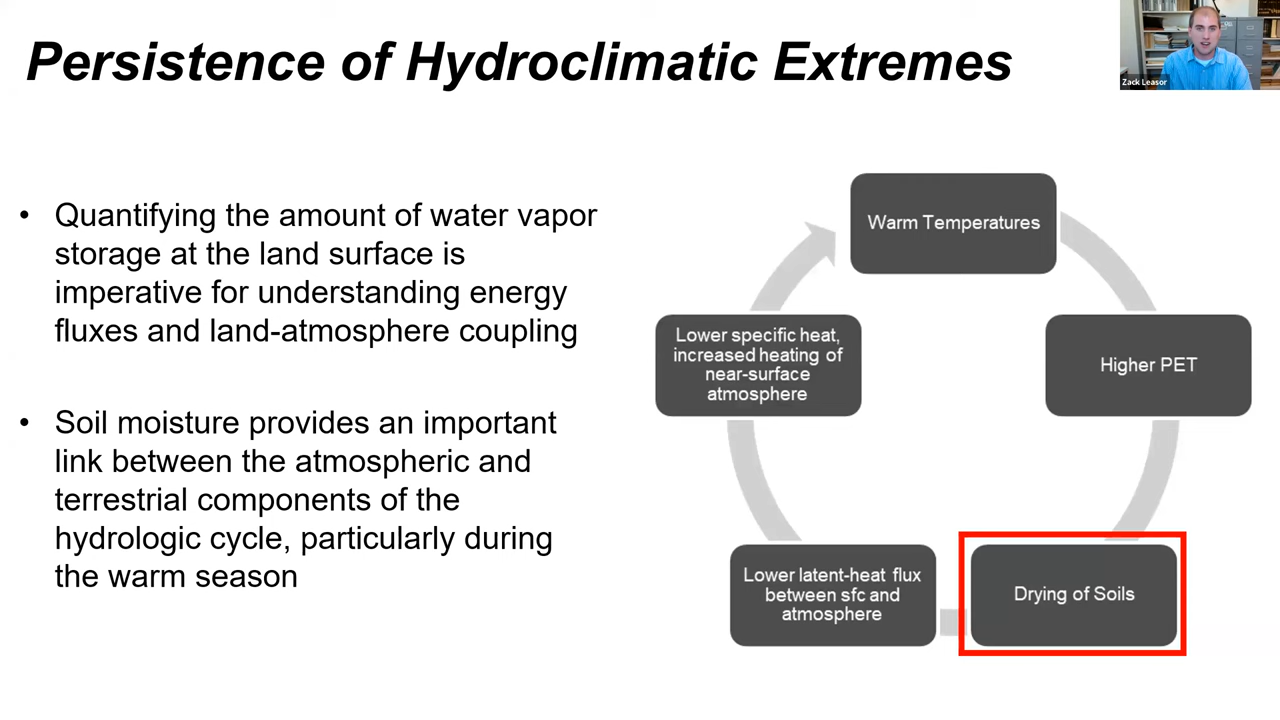 Persistence of Hydroclimatic Extremes
Zack Leasor
• Quantifying the amount of water vapor
storage at the land surface is
imperative for understanding energy
fluxes and land-atmosphere coupling
• Soil moisture provides an important
link between the atmospheric and
terrestrial components of the
hydrologic cycle, particularly during
the warm season
Warm Temperatures
Higher PET
Drying of Soils
Lower latent-heat flux
between sfc and
atmosphere
Lower specific heat,
increased heating of
near-surface
atmosphere